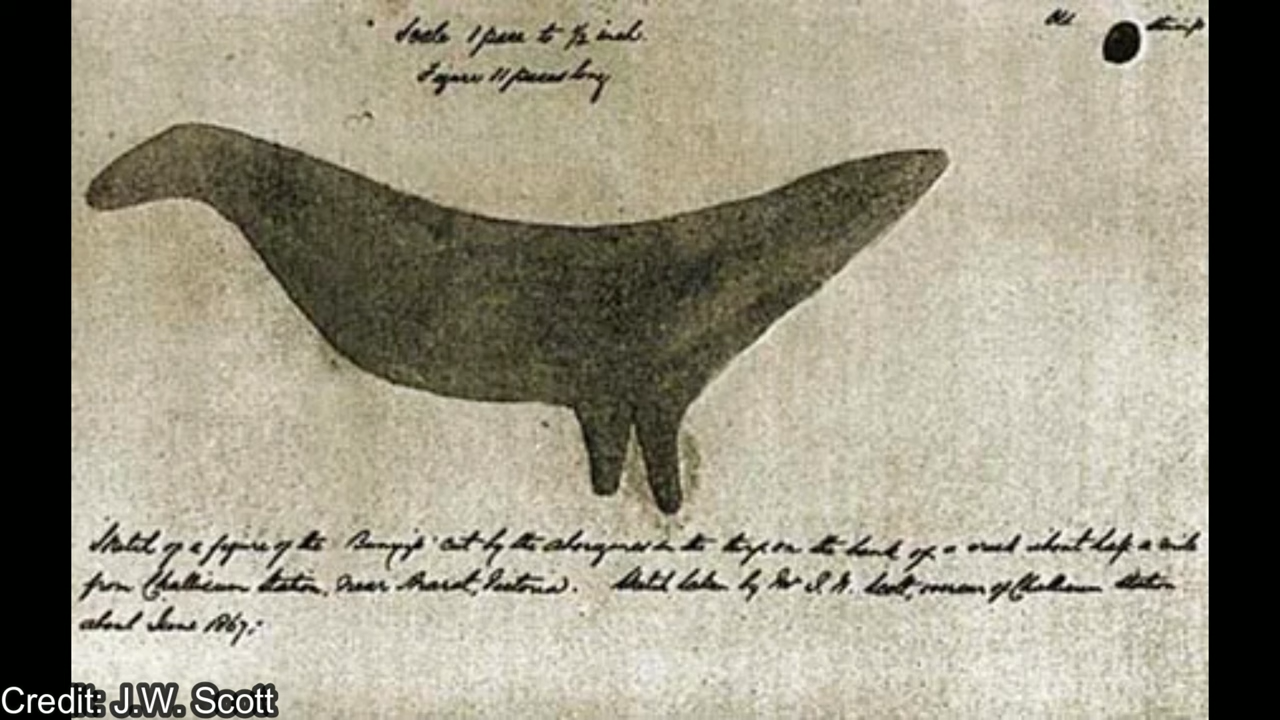 Scale 1 pace to ½ inch.
Figure 11 paces long
Old Stump
Sketch of a figure of the 'Bunyip' cut by the aborigines in the turf on the bank of a creek about half a mile
from Challicum Station, near Ararat, Victoria. Sketch taken by Mr J. W. Scott, owner of Challicum Station
about June 1867.
Credit: J.W. Scott